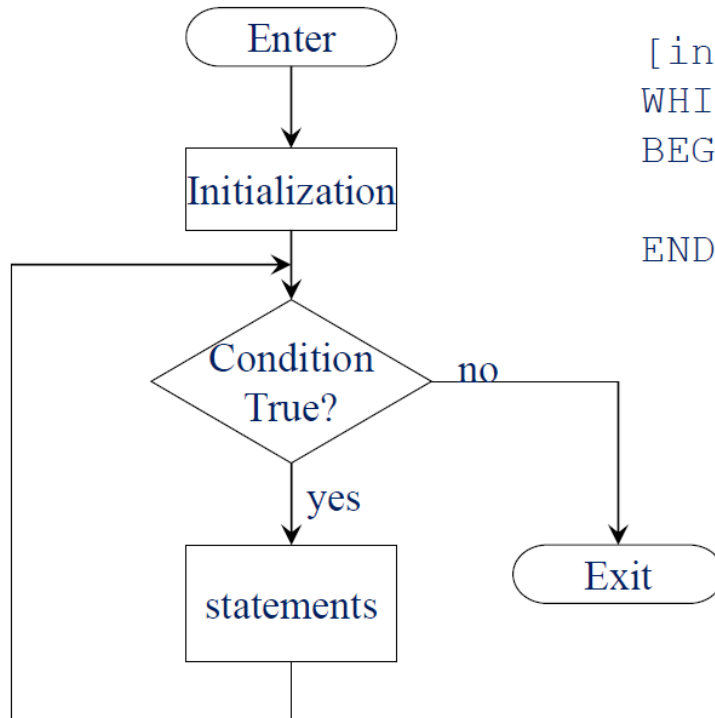 Enter
Initialization
Condition
True?
no
yes
statements
Exit
[in
WHI
BEG
END